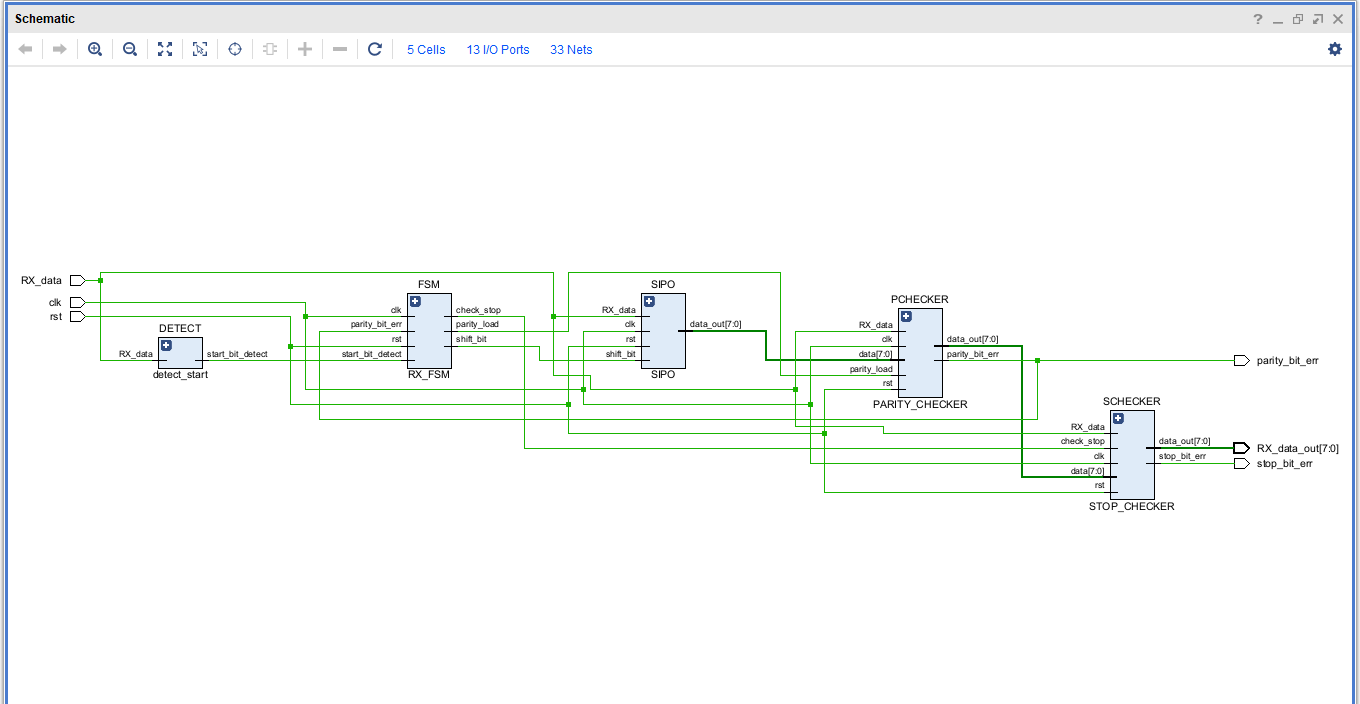 Schematic
5 Cells 13 I/O Ports 33 Nets
RX_data
clk
rst
DETECT
RX_data
start_bit_detect
detect_start
FSM
clk
parity_bit_err
rst
start_bit_detect
check_stop
parity_load
shift_bit
RX_FSM
SIPO
RX_data
clk
rst
shift_bit
data_out[7:0]
SIPO
PCHECKER
RX_data
clk
data[7:0]
parity_load
rst
data_out[7:0]
parity_bit_err
PARITY_CHECKER
SCHECKER
RX_data
check_stop
clk
data[7:0]
rst
data_out[7:0]
stop_bit_err
STOP_CHECKER
parity_bit_err
RX_data_out[7:0]
stop_bit_err